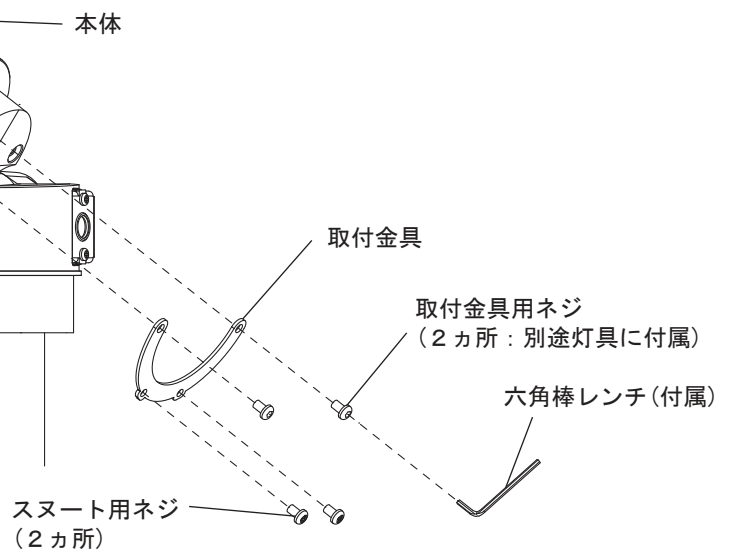 本体
取付金具
取付金具用ネジ
（２ヵ所：別途灯具に付属）
六角棒レンチ（付属）
スヌート用ネジ
（２ヵ所）